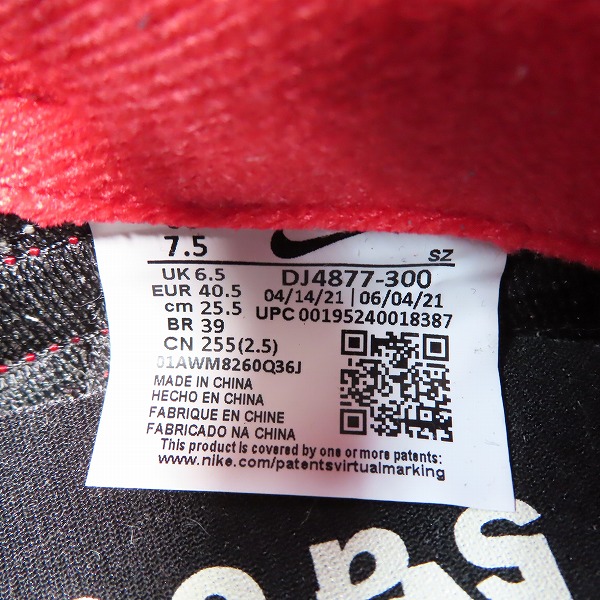 7.5
SZ
UK 6.5
DJ4877-300
EUR 40.5
04/14/21 | 06/04/21
cm 25.5
UPC 00195240018387
BR 39
CN 255(2.5)
01AWM8260Q36J
MADE IN CHINA
HECHO EN CHINA
FABRIQUE EN CHINE
FABRICADO NA CHINA
This product is covered by one or more patents:
www.nike.com/patentsvirtualmarking